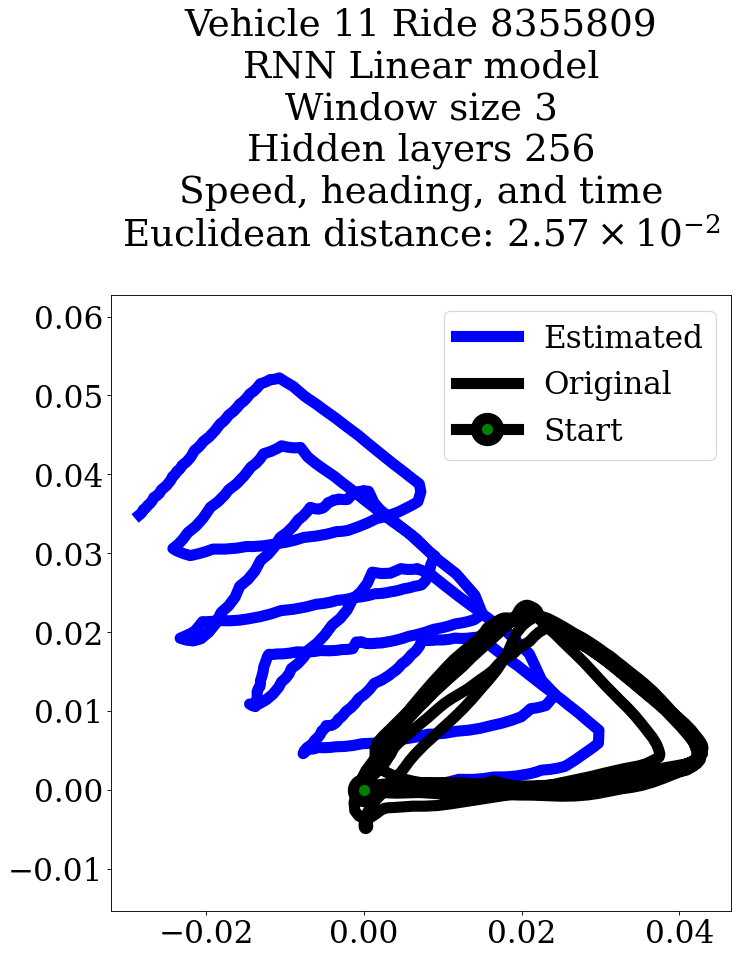 Vehicle 11 Ride 8355809
RNN Linear model
Window size 3
Hidden layers 256
Speed, heading, and time
Euclidean distance: 2.57 × 10⁻²
Estimated
Original
Start
0.06
0.05
0.04
0.03
0.02
0.01
0.00
−0.01
−0.02 0.00 0.02 0.04